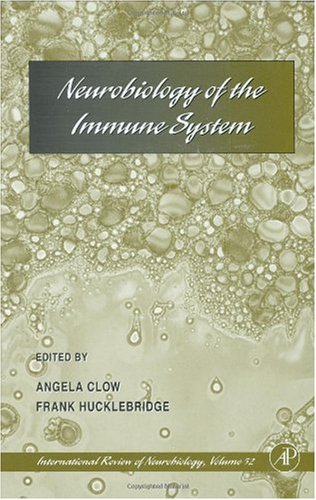 Neurobiology of the
Immune System
EDITED BY
ANGELA CLOW
FRANK HUCKLEBRIDGE
International Review of Neurobiology, Volume 52
AP